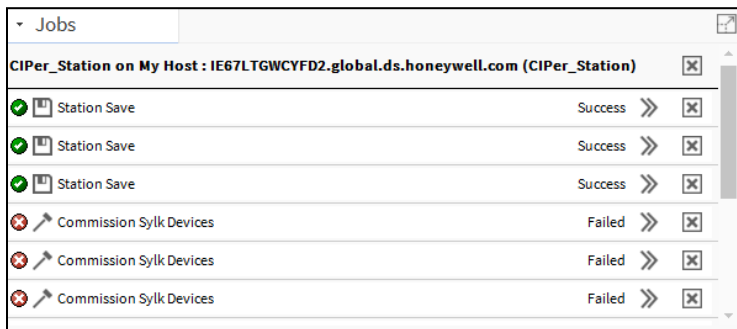 Jobs
CIPer_Station on My Host : IE67LTGWCYFD2.global.ds.honeywell.com (CIPer_Station)
Station Save Success
Station Save Success
Station Save Success
Commission Sylk Devices Failed
Commission Sylk Devices Failed
Commission Sylk Devices Failed